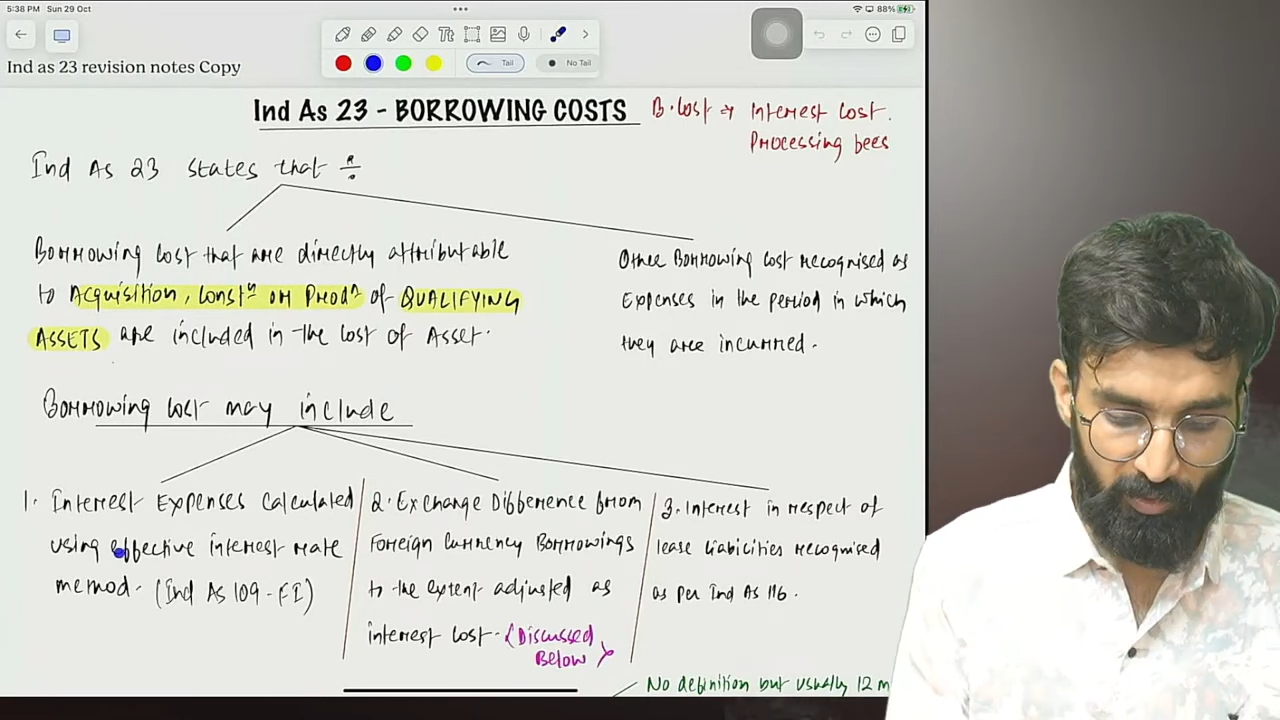 5:38 PM Sun 29 Oct
88%
Ind as 23 revision notes Copy
Tail
No Tail
Ind As 23 - BORROWING COSTS
B.Cost → Interest Cost.
Processing fees
Ind As 23 states that
Borrowing cost that are directly attributable
to Acquisition, Constn or Prodn of QUALIFYING
ASSETS are included in the cost of Asset.
Other Borrowing cost recognised as
Expenses in the period in which
they are incurred.
Borrowing cost may include
1. Interest Expenses calculated
using effective interest rate
method. (Ind As 109 - FI)
2. Exchange Difference from
Foreign Currency Borrowings
to the extent adjusted as
interest cost. (Discussed
Below)
3. Interest in respect of
lease liabilities recognised
as per Ind As 116.
No definition but usually 12 m